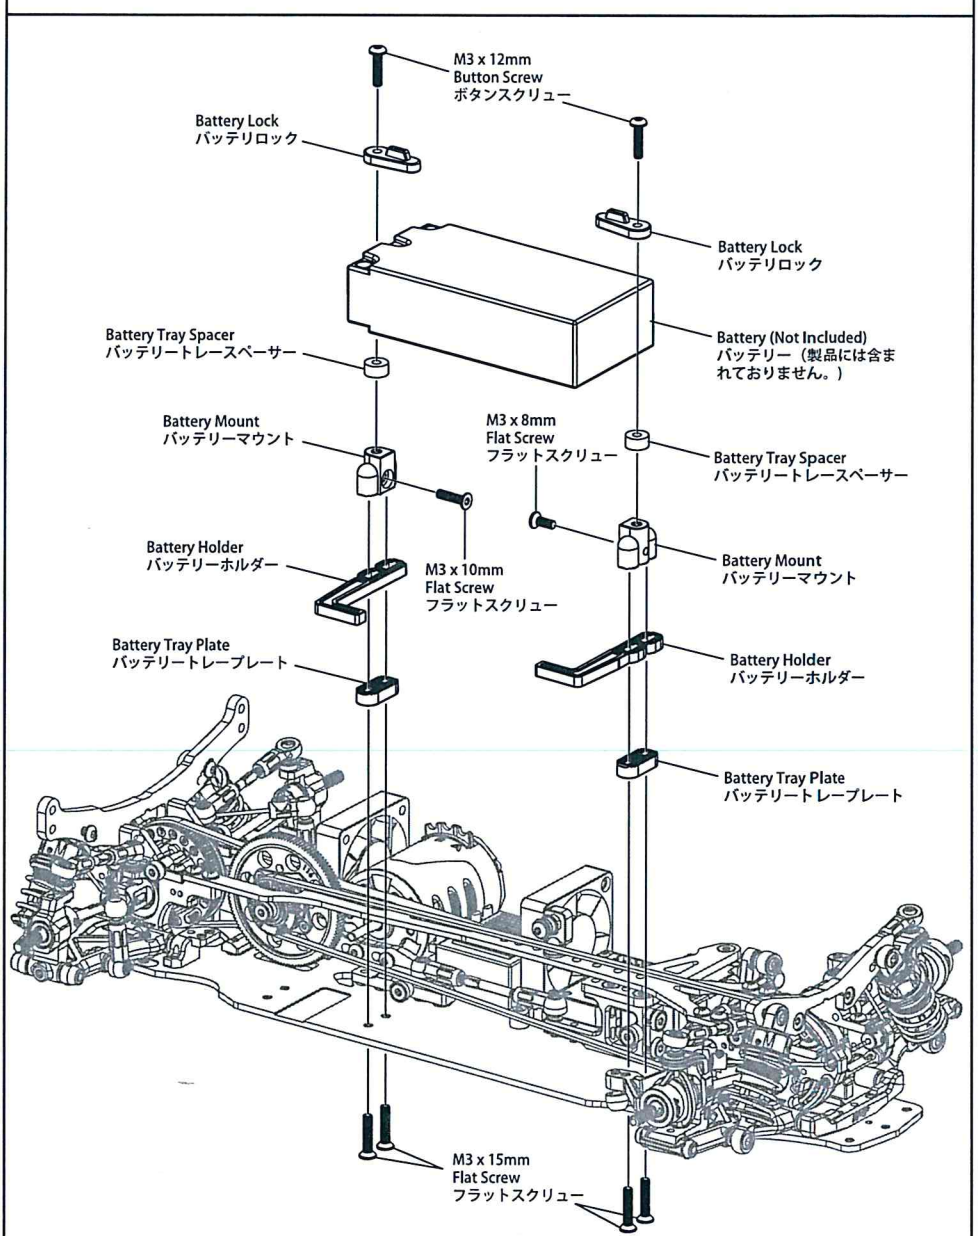 M3 x 12mm
Button Screw
ボタンスクリュー
Battery Lock
バッテリロック
Battery Lock
バッテリロック
Battery Tray Spacer
バッテリートレースペーサー
Battery (Not Included)
バッテリー（製品には含ま
れておりません。)
Battery Mount
バッテリーマウント
M3 x 8mm
Flat Screw
フラットスクリュー
Battery Tray Spacer
バッテリートレースペーサー
Battery Holder
バッテリーホルダー
M3 x 10mm
Flat Screw
フラットスクリュー
Battery Mount
バッテリーマウント
Battery Tray Plate
バッテリートレープレート
Battery Holder
バッテリーホルダー
Battery Tray Plate
バッテリートレープレート
M3 x 15mm
Flat Screw
フラットスクリュー